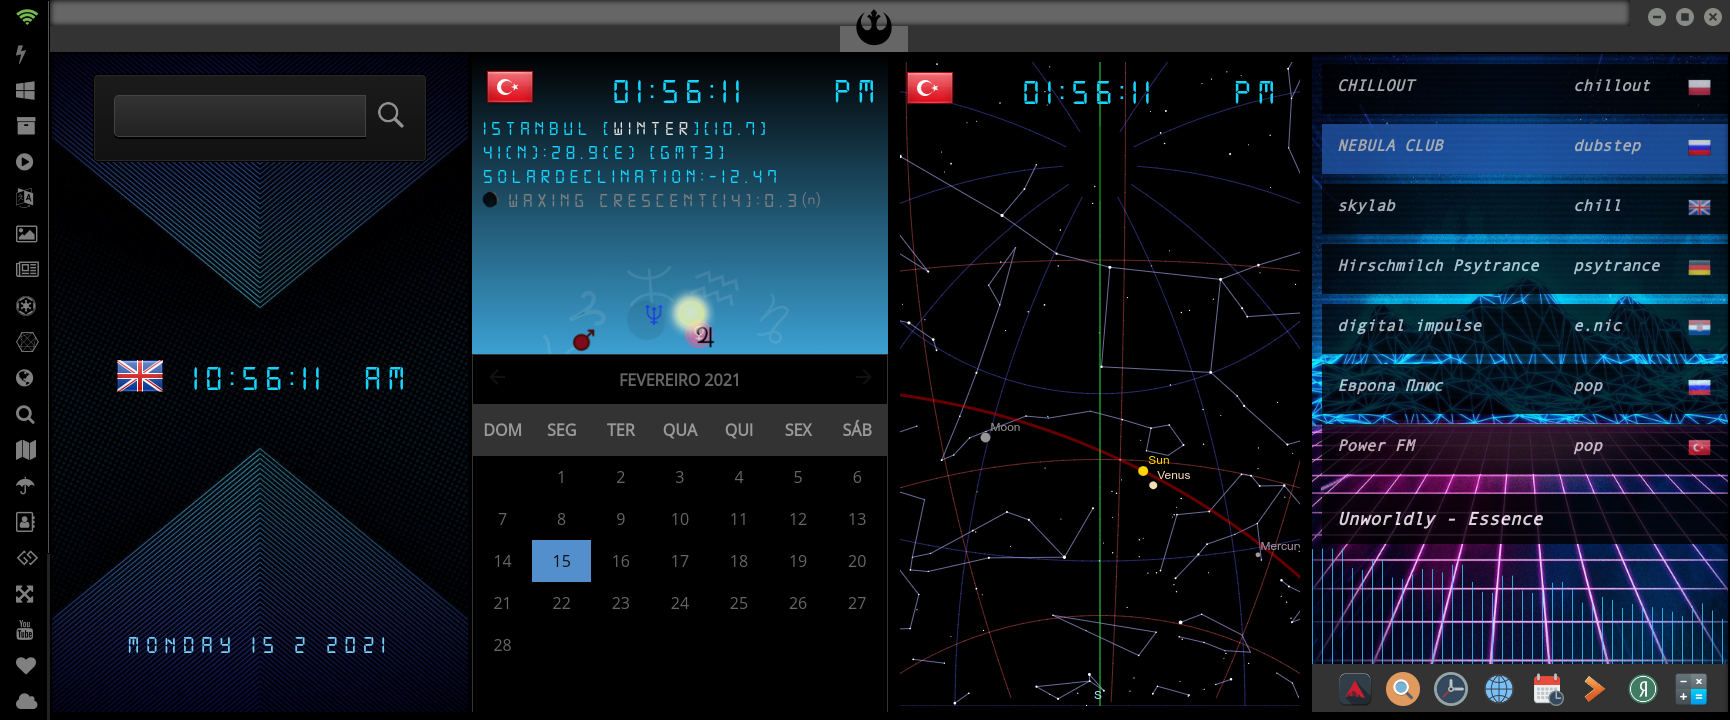 10:56:11 AM
MONDAY 15 2 2021
01:56:11 PM
ISTANBUL [WINTER][10.7]
41(N):28.9(E) [GMT3]
SOLARDECLINATION:-12.47
WAXING CRESCENT[14]:0.3(n)
FEVEREIRO 2021
DOM SEG TER QUA QUI SEX SÁB
1 2 3 4 5 6
7 8 9 10 11 12 13
14 15 16 17 18 19 20
21 22 23 24 25 26 27
28
01:56:11 PM
Moon
Sun
Venus
Mercury
S
CHILLOUT chillout
NEBULA CLUB dubstep
skylab chill
Hirschmilch Psytrance psytrance
digital impulse e.nic
Европа Плюс pop
Power FM pop
Unworldly - Essence
You
Tube
Я